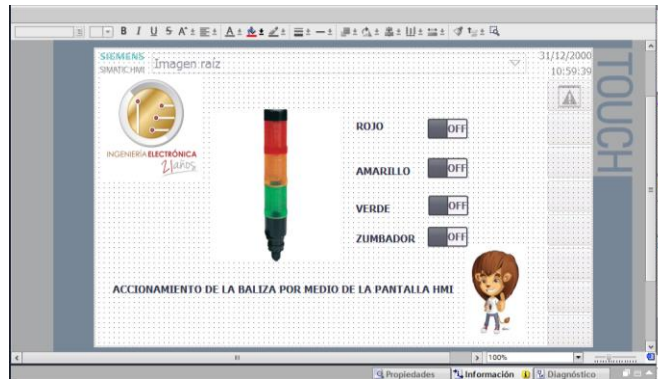 B I U S A
SIEMENS
SIMATIC HMI
Imagen raíz
31/12/2000
10:59:39
TOUCH
INGENIERÍA ELECTRÓNICA
21 años
ROJO OFF
AMARILLO OFF
VERDE OFF
ZUMBADOR OFF
ACCIONAMIENTO DE LA BALIZA POR MEDIO DE LA PANTALLA HMI
100%
Propiedades Información Diagnóstico